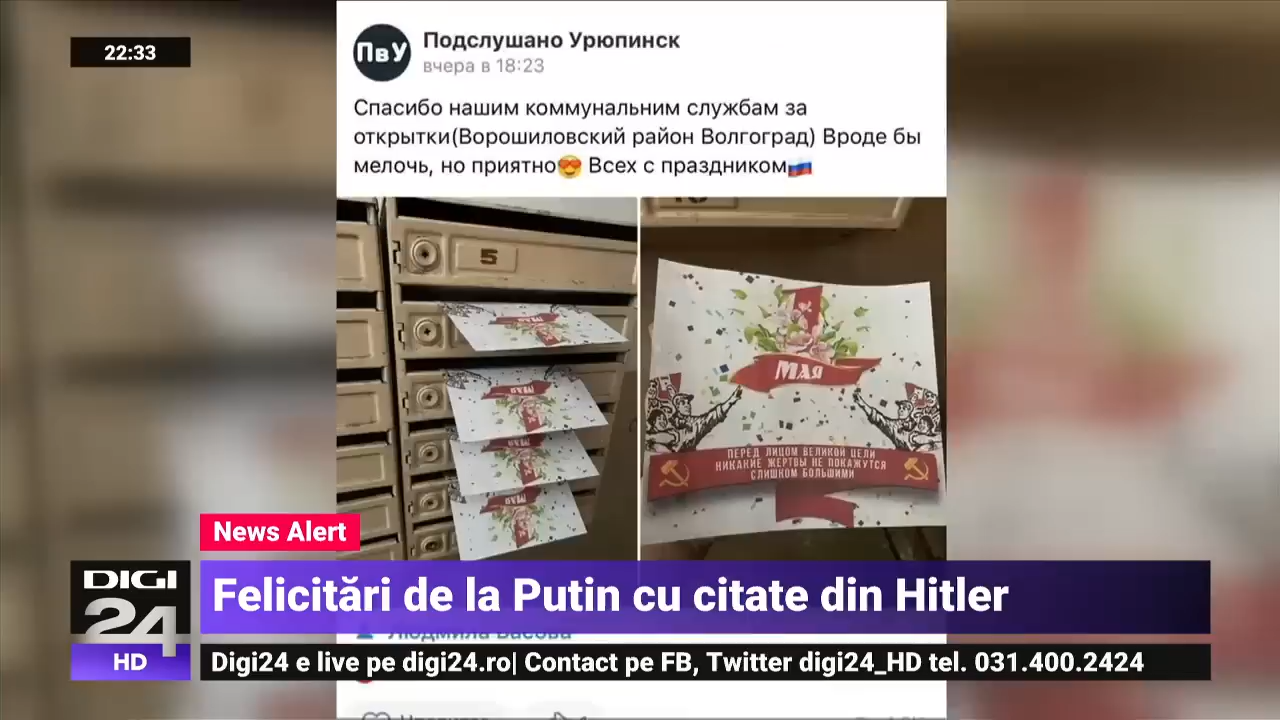 22:33
ПвУ
Подслушано Урюпинск
вчера в 18:23
Спасибо нашим коммунальним службам за
открытки(Ворошиловский район Волгоград) Вроде бы
мелочь, но приятно😍 Всех с праздником🇷🇺
5
МАЯ
ПЕРЕД ЛИЦОМ ВЕЛИКОЙ ЦЕЛИ
НИКАКИЕ ЖЕРТВЫ НЕ ПОКАЖУТСЯ
СЛИШКОМ БОЛЬШИМИ
News Alert
DIGI
24
HD
Felicitări de la Putin cu citate din Hitler
Людмила Басова
Digi24 e live pe digi24.ro| Contact pe FB, Twitter digi24_HD tel. 031.400.2424